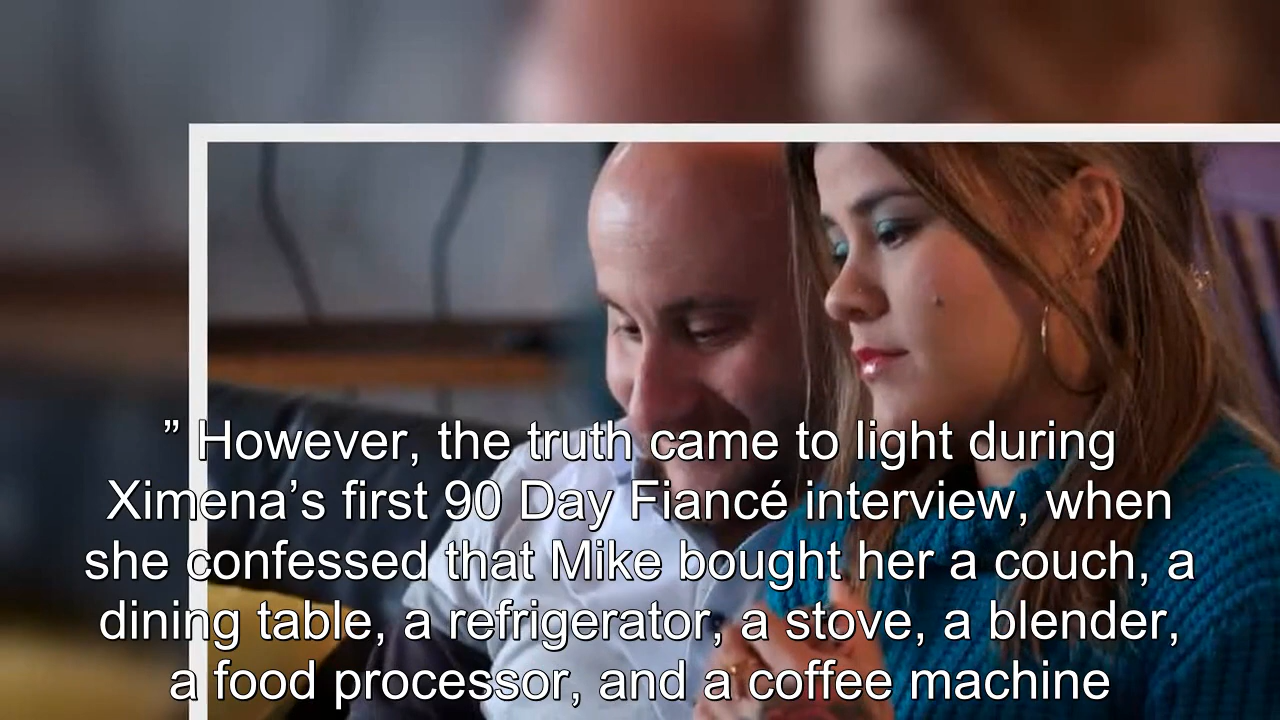 ” However, the truth came to light during
Ximena’s first 90 Day Fiancé interview, when
she confessed that Mike bought her a couch, a
dining table, a refrigerator, a stove, a blender,
a food processor, and a coffee machine